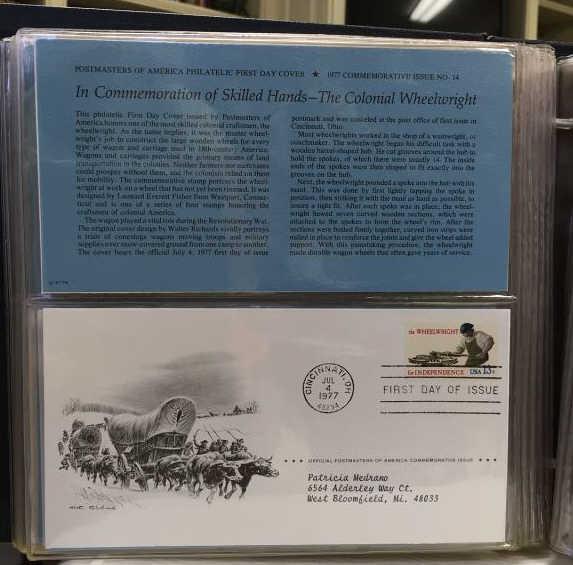 POSTMASTERS OF AMERICA PHILATELIC FIRST DAY COVER ★ 1977 COMMEMORATIVE ISSUE NO. 14
In Commemoration of Skilled Hands—The Colonial Wheelwright
This philatelic First Day Cover issued by Postmasters of
America honors one of the most skilled colonial craftsmen, the
wheelwright. As the name implies, it was the master wheel-
wright's job to construct the large wooden wheels for every
type of wagon and carriage used in 18th-century America.
Wagons and carriages provided the primary means of land
transportation in the colonies. Neither farmers nor craftsmen
could prosper without them, and the colonists relied on them
for mobility. The commemorative stamp portrays the wheel-
wright at work on a wheel that has not yet been rimmed. It was
designed by Leonard Everett Fisher from Westport, Connec-
ticut and is one of a series of four stamps honoring the
craftsmen of colonial America.
The wagon played a vital role during the Revolutionary War.
The original cover design by Walter Richards vividly portrays
a train of conestoga wagons moving troops and military
supplies over snow-covered ground from one camp to another.
The cover bears the official July 4, 1977 first day of issue
postmark and was canceled at the post office of first issue in
Cincinnati, Ohio.
Most wheelwrights worked in the shop of a wainwright, or
coachmaker. The wheelwright began his difficult task with a
wooden barrel-shaped hub. He cut grooves around the hub to
hold the spokes, of which there were usually 14. The inside
ends of the spokes were then shaped to fit exactly into the
grooves on the hub.
Next, the wheelwright pounded a spoke into the hub with his
hand. This was done by first lightly tapping the spoke in
position, then striking it with the maul as hard as possible, to
insure a tight fit. After each spoke was in place, the wheel-
wright hewed seven curved wooden sections, which were
attached to the spokes to form the wheel's rim. After the
sections were fitted firmly together, curved iron strips were
nailed in place to reinforce the joints and give the wheel added
support. With this painstaking procedure, the wheelwright
made durable wagon wheels that often gave years of service.
the WHEELWRIGHT
for INDEPENDENCE USA 13c
CINCINNATI, OH
JUL
4
1977
45234
FIRST DAY OF ISSUE
★ ★ ★ OFFICIAL POSTMASTERS OF AMERICA COMMEMORATIVE ISSUE ★ ★ ★
Patricia Medrano
6564 Alderley Way Ct.
West Bloomfield, Mi. 48033